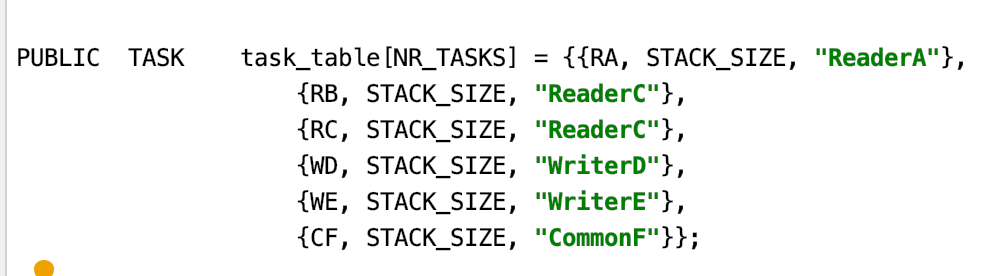 PUBLIC  TASK    task_table[NR_TASKS] = {{RA, STACK_SIZE, "ReaderA"},
                    {RB, STACK_SIZE, "ReaderC"},
                    {RC, STACK_SIZE, "ReaderC"},
                    {WD, STACK_SIZE, "WriterD"},
                    {WE, STACK_SIZE, "WriterE"},
                    {CF, STACK_SIZE, "CommonF"}};